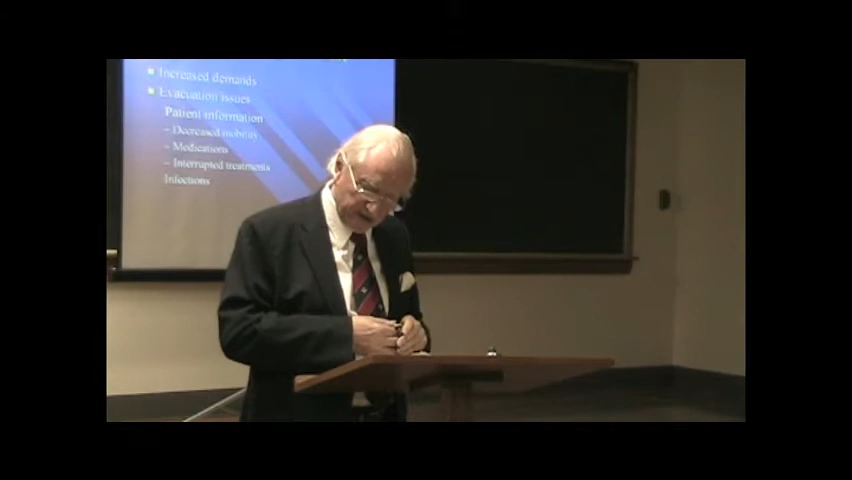 Increased demands
Evacuation issues
Patient information
– Decreased mobility
– Medications
– Interrupted treatments
Infections